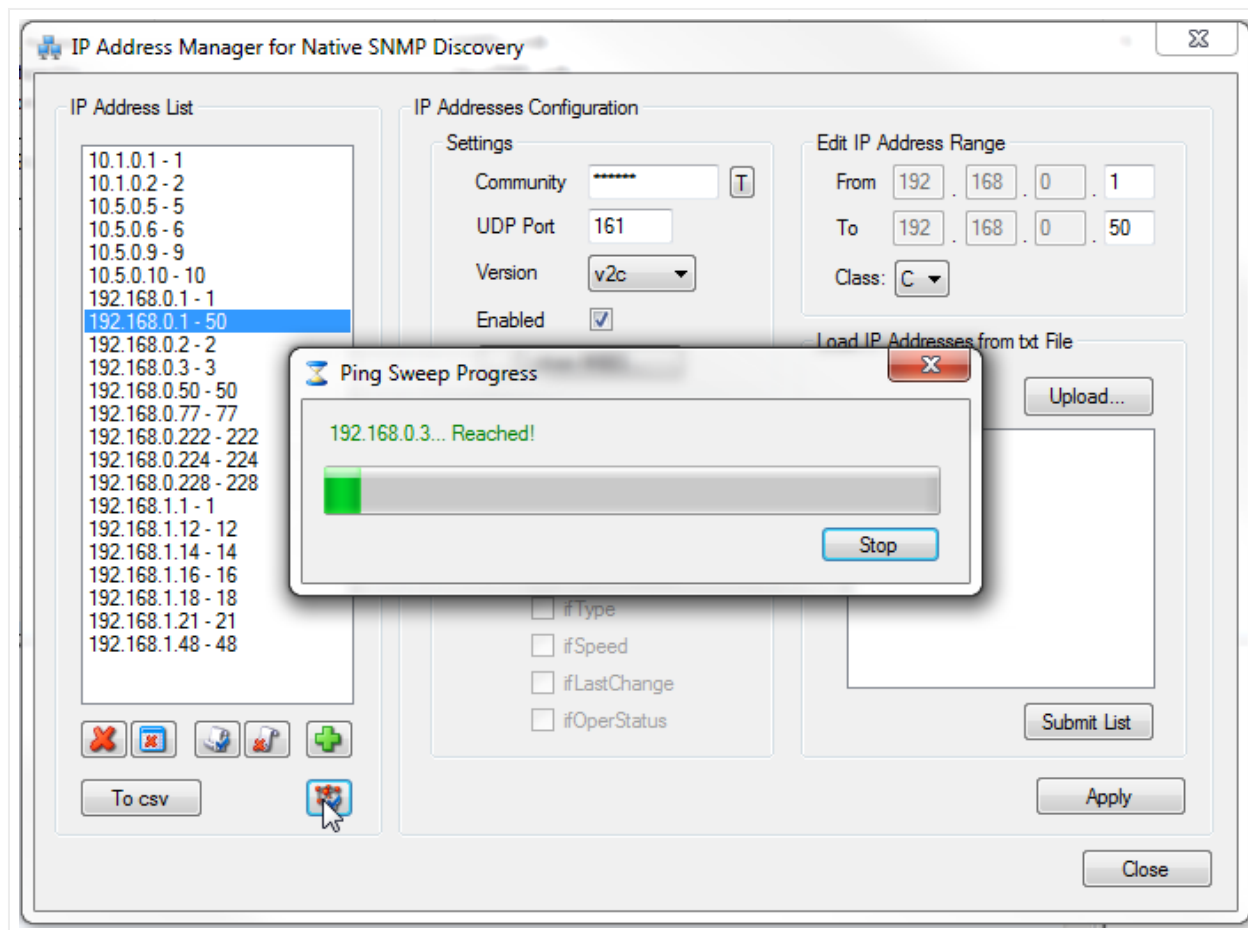 IP Address Manager for Native SNMP Discovery
IP Address List
10.1.0.1 - 1
10.1.0.2 - 2
10.5.0.5 - 5
10.5.0.6 - 6
10.5.0.9 - 9
10.5.0.10 - 10
192.168.0.1 - 1
192.168.0.1 - 50
192.168.0.2 - 2
192.168.0.3 - 3
192.168.0.50 - 50
192.168.0.77 - 77
192.168.0.222 - 222
192.168.0.224 - 224
192.168.0.228 - 228
192.168.1.1 - 1
192.168.1.12 - 12
192.168.1.14 - 14
192.168.1.16 - 16
192.168.1.18 - 18
192.168.1.21 - 21
192.168.1.48 - 48
To csv
IP Addresses Configuration
Settings
Community ****** T
UDP Port 161
Version v2c
Enabled
ifType
ifSpeed
ifLastChange
ifOperStatus
Edit IP Address Range
From 192 . 168 . 0 . 1
To 192 . 168 . 0 . 50
Class: C
Load IP Addresses from txt File
Upload...
Submit List
Apply
Close
Ping Sweep Progress
192.168.0.3... Reached!
Stop